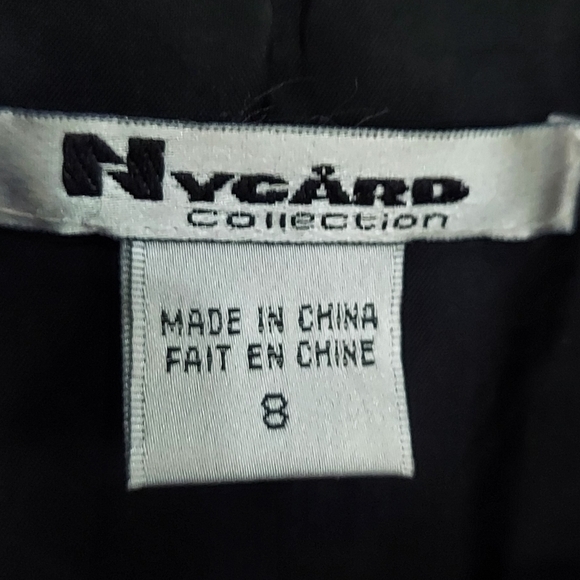 NYGÅRD
Collection
MADE IN CHINA
FAIT EN CHINE
8